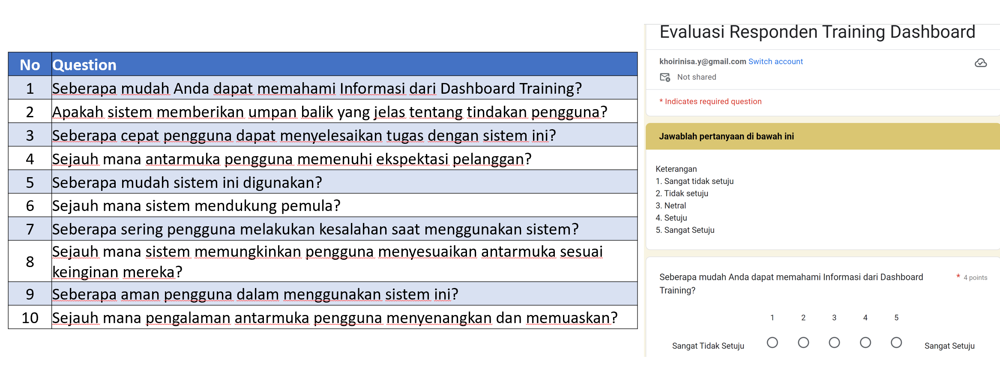 No Question
1 Seberapa mudah Anda dapat memahami Informasi dari Dashboard Training?
2 Apakah sistem memberikan umpan balik yang jelas tentang tindakan pengguna?
3 Seberapa cepat pengguna dapat menyelesaikan tugas dengan sistem ini?
4 Sejauh mana antarmuka pengguna memenuhi ekspektasi pelanggan?
5 Seberapa mudah sistem ini digunakan?
6 Sejauh mana sistem mendukung pemula?
7 Seberapa sering pengguna melakukan kesalahan saat menggunakan sistem?
8 Sejauh mana sistem memungkinkan pengguna menyesuaikan antarmuka sesuai
keinginan mereka?
9 Seberapa aman pengguna dalam menggunakan sistem ini?
10 Sejauh mana pengalaman antarmuka pengguna menyenangkan dan memuaskan?
Evaluasi Responden Training Dashboard
khoirinisa.y@gmail.com Switch account
Not shared
* Indicates required question
Jawablah pertanyaan di bawah ini
Keterangan
1. Sangat tidak setuju
2. Tidak setuju
3. Netral
4. Setuju
5. Sangat Setuju
Seberapa mudah Anda dapat memahami Informasi dari Dashboard * 4 points
Training?
1 2 3 4 5
Sangat Tidak Setuju Sangat Setuju